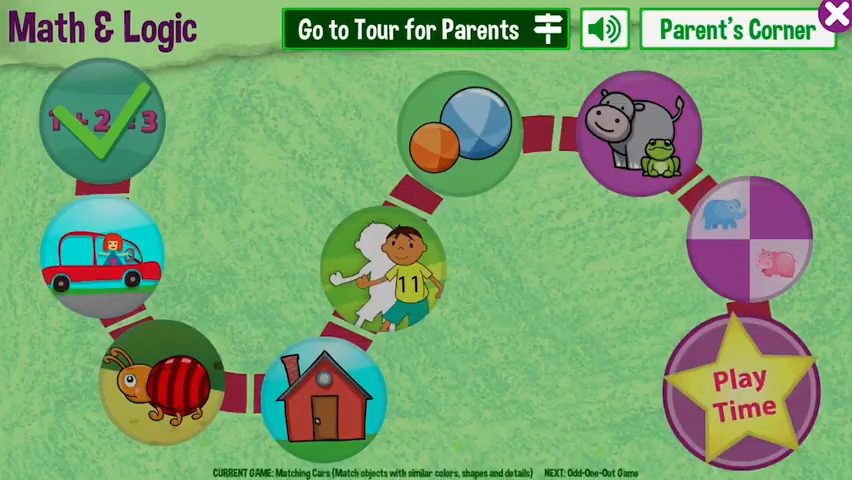 Math & Logic
Go to Tour for Parents
Parent's Corner
1 + 2 = 3
11
Play
Time
CURRENT GAME: Matching Cars (Match objects with similar colors, shapes and details) NEXT: Odd-One-Out Game